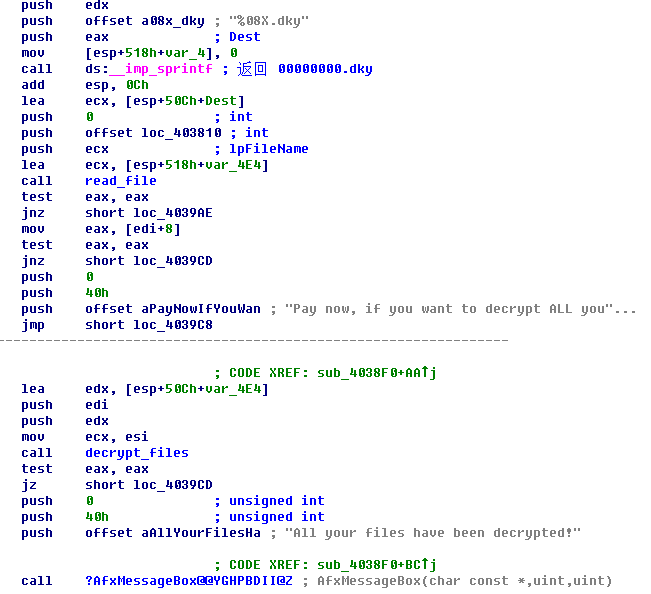 push    edx
push    offset a08x_dky ; "%08X.dky"
push    eax             ; Dest
mov     [esp+518h+var_4], 0
call    ds:__imp_sprintf ; 返回 00000000.dky
add     esp, 0Ch
lea     ecx, [esp+50Ch+Dest]
push    0               ; int
push    offset loc_403810 ; int
push    ecx             ; lpFileName
lea     ecx, [esp+518h+var_4E4]
call    read_file
test    eax, eax
jnz     short loc_4039AE
mov     eax, [edi+8]
test    eax, eax
jnz     short loc_4039CD
push    0
push    40h
push    offset aPayNowIfYouWan ; "Pay now, if you want to decrypt ALL you"...
jmp     short loc_4039C8
; CODE XREF: sub_4038F0+AA↑j
lea     edx, [esp+50Ch+var_4E4]
push    edi
push    edx
mov     ecx, esi
call    decrypt_files
test    eax, eax
jz      short loc_4039CD
push    0               ; unsigned int
push    40h             ; unsigned int
push    offset aAllYourFilesHa ; "All your files have been decrypted!"
; CODE XREF: sub_4038F0+BC↑j
call    ?AfxMessageBox@@YGHPBDII@Z ; AfxMessageBox(char const *,uint,uint)